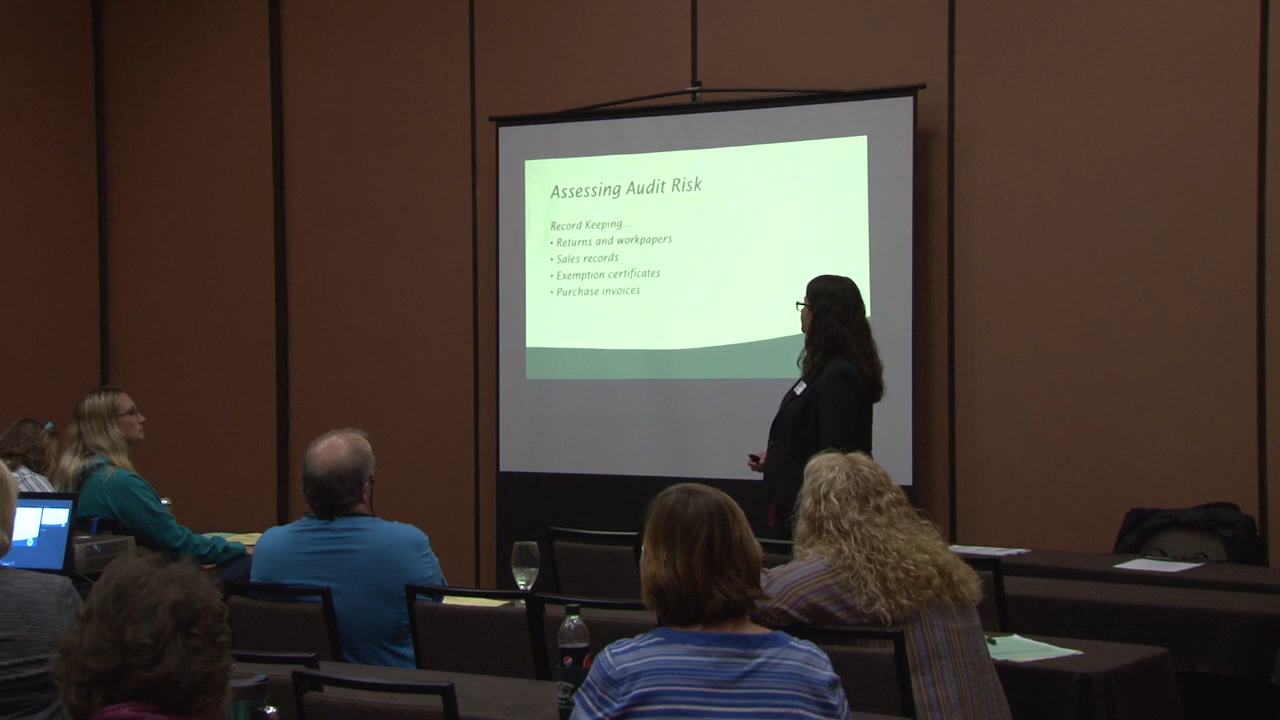 Assessing Audit Risk
Record Keeping...
• Returns and workpapers
• Sales records
• Exemption certificates
• Purchase invoices